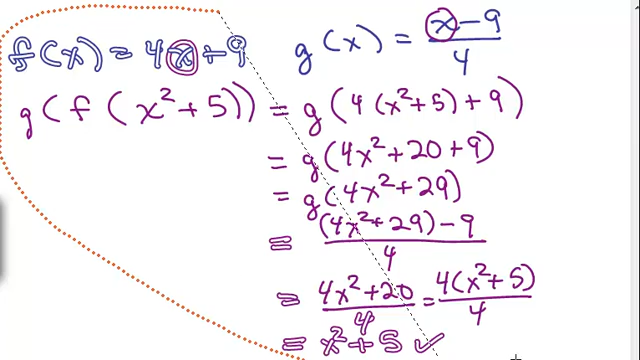 f(x) = 4x + 9    g(x) = (x - 9)/4
g(f(x² + 5)) = g(4(x² + 5) + 9)
= g(4x² + 20 + 9)
= g(4x² + 29)
= ((4x² + 29) - 9)/4
= (4x² + 20)/4 = 4(x² + 5)/4
= x² + 5 ✓